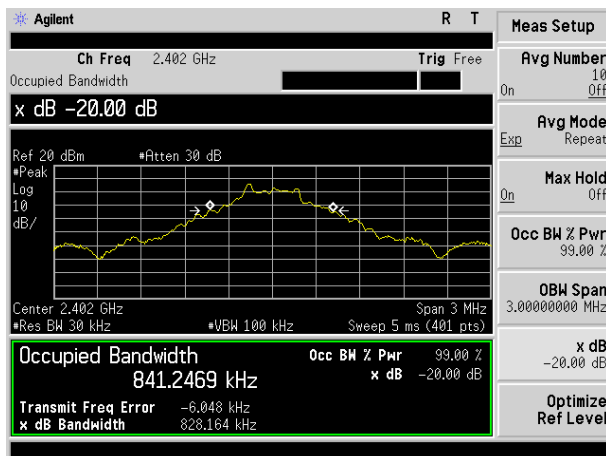 Agilent R T
Ch Freq 2.402 GHz Trig Free
Occupied Bandwidth
x dB -20.00 dB
Ref 20 dBm #Atten 30 dB
#Peak
Log
10
dB/
Center 2.402 GHz Span 3 MHz
#Res BW 30 kHz #VBW 100 kHz Sweep 5 ms (401 pts)
Occupied Bandwidth Occ BW % Pwr 99.00 %
841.2469 kHz x dB -20.00 dB
Transmit Freq Error -6.048 kHz
x dB Bandwidth 828.164 kHz
Meas Setup
Avg Number
10
On Off
Avg Mode
Exp Repeat
Max Hold
On Off
Occ BW % Pwr
99.00 %
OBW Span
3.00000000 MHz
x dB
-20.00 dB
Optimize
Ref Level